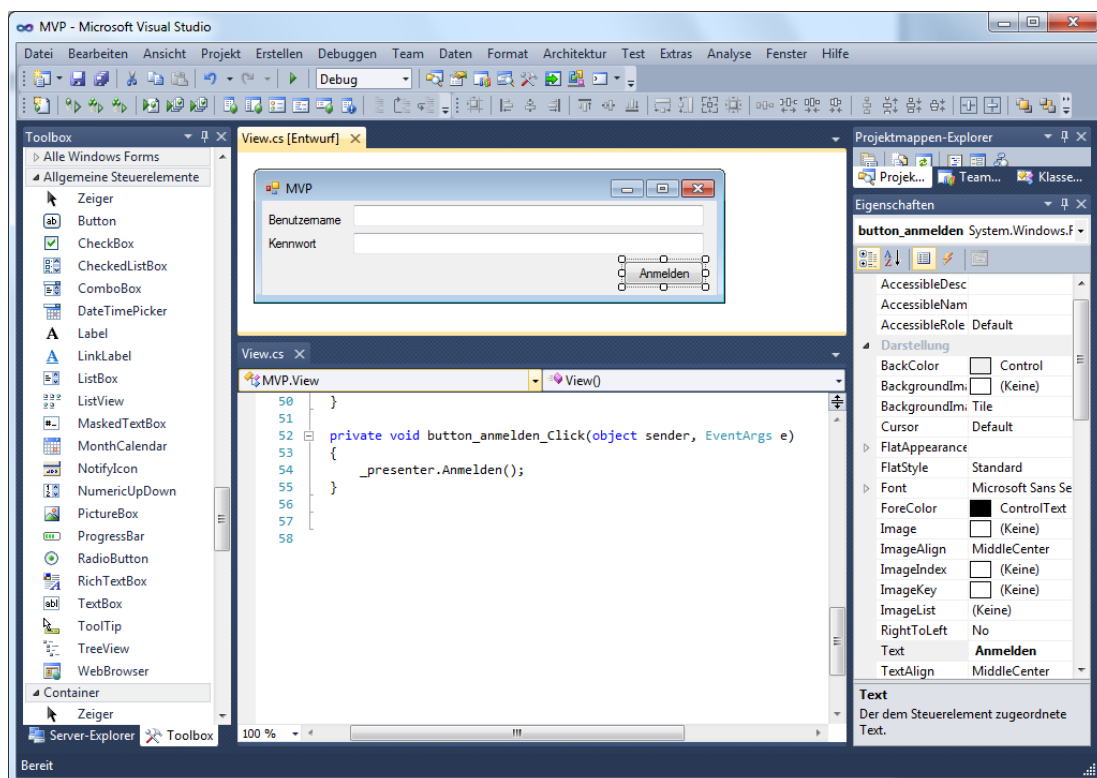 MVP - Microsoft Visual Studio
Datei Bearbeiten Ansicht Projekt Erstellen Debuggen Team Daten Format Architektur Test Extras Analyse Fenster Hilfe
Debug
Toolbox
Alle Windows Forms
Allgemeine Steuerelemente
Zeiger
Button
CheckBox
CheckedListBox
ComboBox
DateTimePicker
Label
LinkLabel
ListBox
ListView
MaskedTextBox
MonthCalendar
NotifyIcon
NumericUpDown
PictureBox
ProgressBar
RadioButton
RichTextBox
TextBox
ToolTip
TreeView
WebBrowser
Container
Zeiger
Server-Explorer Toolbox
View.cs [Entwurf]
MVP
Benutzername
Kennwort
Anmelden
View.cs
MVP.View View()
50 }
51
52 private void button_anmelden_Click(object sender, EventArgs e)
53 {
54 _presenter.Anmelden();
55 }
56
57
58
100 %
Projektmappen-Explorer
Projek... Team... Klasse...
Eigenschaften
button_anmelden System.Windows.F
AccessibleDesc
AccessibleNam
AccessibleRole Default
Darstellung
BackColor Control
BackgroundIma (Keine)
BackgroundIma Tile
Cursor Default
FlatAppearance
FlatStyle Standard
Font Microsoft Sans Se
ForeColor ControlText
Image (Keine)
ImageAlign MiddleCenter
ImageIndex (Keine)
ImageKey (Keine)
ImageList (Keine)
RightToLeft No
Text Anmelden
TextAlign MiddleCenter
Text
Der dem Steuerelement zugeordnete
Text.
Bereit